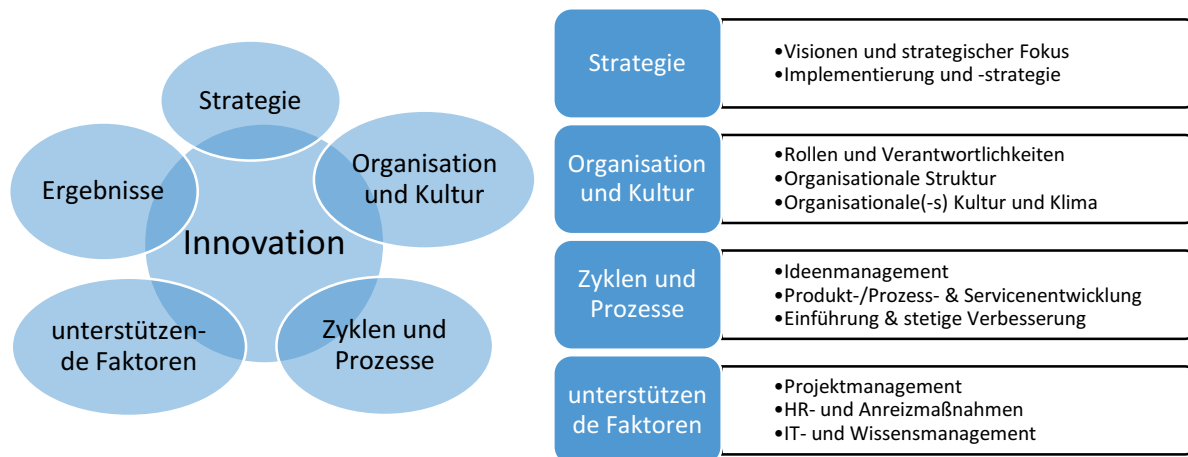 Strategie
Organisation
und Kultur
Ergebnisse
Innovation
unterstützen-
de Faktoren
Zyklen und
Prozesse
Strategie
•Visionen und strategischer Fokus
•Implementierung und -strategie
Organisation
und Kultur
•Rollen und Verantwortlichkeiten
•Organisationale Struktur
•Organisationale(-s) Kultur und Klima
Zyklen und
Prozesse
•Ideenmanagement
•Produkt-/Prozess- & Servicenentwicklung
•Einführung & stetige Verbesserung
unterstützen
de Faktoren
•Projektmanagement
•HR- und Anreizmaßnahmen
•IT- und Wissensmanagement